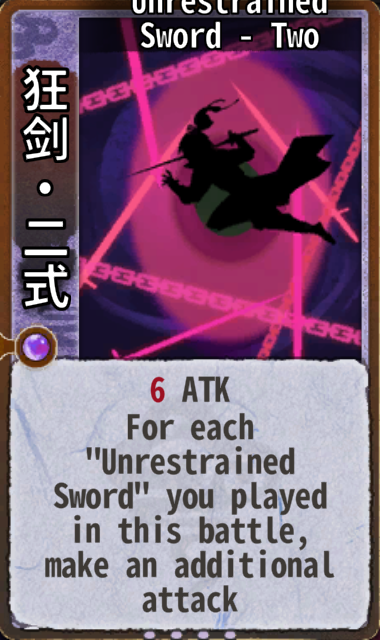 Unrestrained
Sword - Two
狂剑·二式
6 ATK
For each
"Unrestrained
Sword" you played
in this battle,
make an additional
attack